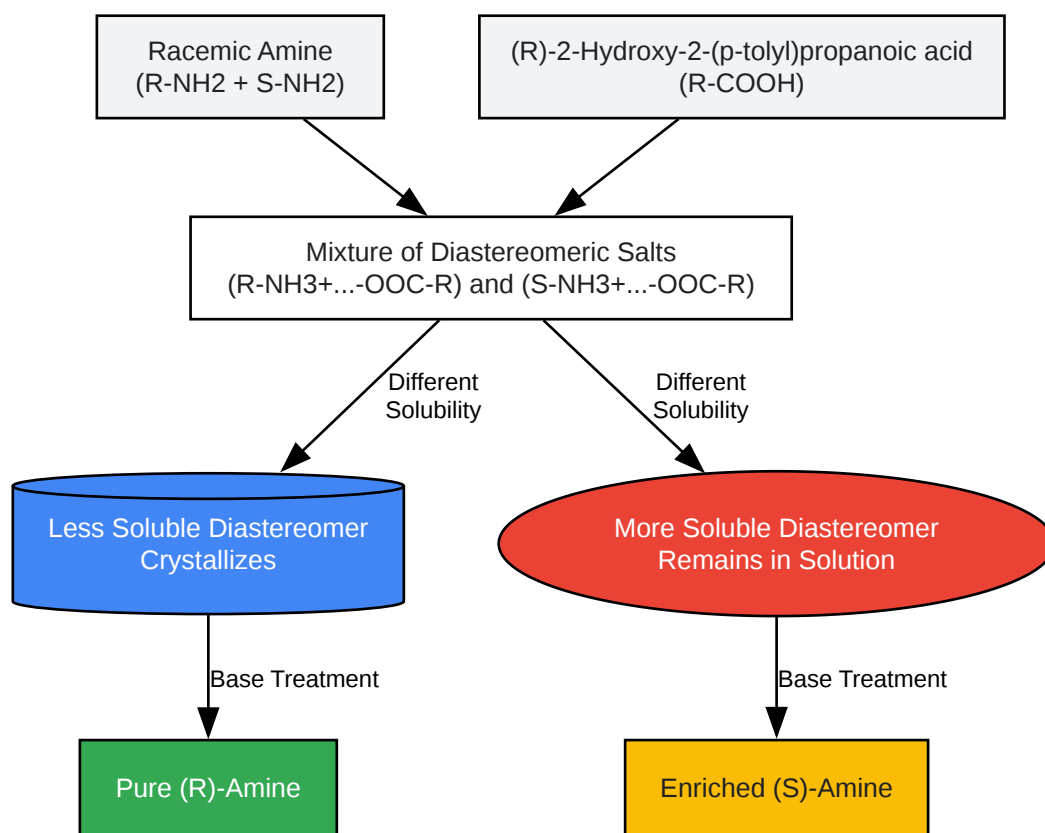 Racemic Amine
(R-NH2 + S-NH2)
(R)-2-Hydroxy-2-(p-tolyl)propanoic acid
(R-COOH)
Mixture of Diastereomeric Salts
(R-NH3+...-OOC-R) and (S-NH3+...-OOC-R)
Different
Solubility
Different
Solubility
Less Soluble Diastereomer
Crystallizes
More Soluble Diastereomer
Remains in Solution
Base Treatment
Base Treatment
Pure (R)-Amine
Enriched (S)-Amine